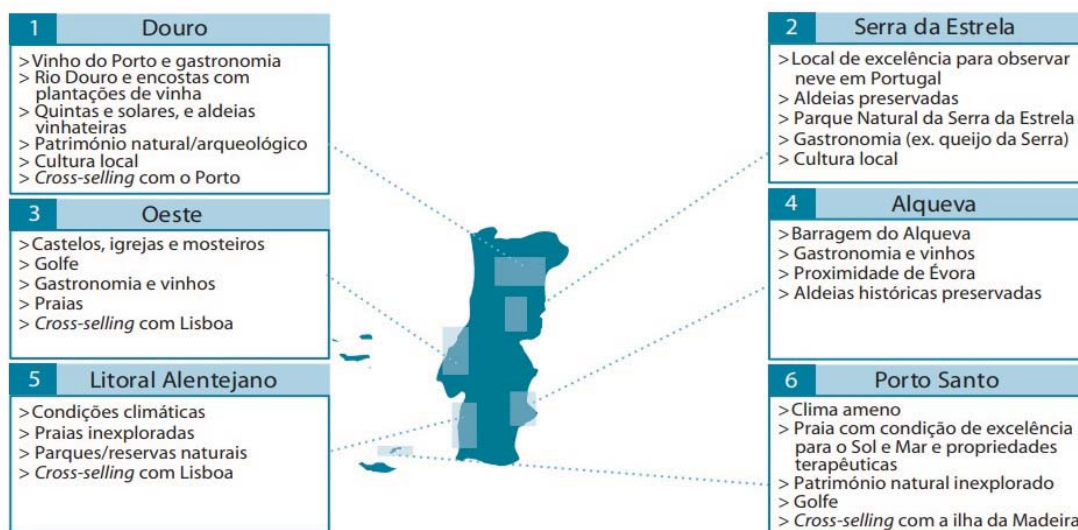 1 Douro
>Vinho do Porto e gastronomia
> Rio Douro e encostas com
plantações de vinha
> Quintas e solares, e aldeias
vinhateiras
> Património natural/arqueológico
> Cultura local
> Cross-selling com o Porto
2 Serra da Estrela
>Local de excelência para observar
neve em Portugal
> Aldeias preservadas
> Parque Natural da Serra da Estrela
> Gastronomia (ex. queijo da Serra)
> Cultura local
3 Oeste
>Castelos, igrejas e mosteiros
> Golfe
> Gastronomia e vinhos
> Praias
> Cross-selling com Lisboa
4 Alqueva
>Barragem do Alqueva
> Gastronomia e vinhos
> Proximidade de Évora
> Aldeias históricas preservadas
5 Litoral Alentejano
>Condições climáticas
> Praias inexploradas
> Parques/reservas naturais
> Cross-selling com Lisboa
6 Porto Santo
>Clima ameno
> Praia com condição de excelência
para o Sol e Mar e propriedades
terapêuticas
> Património natural inexplorado
> Golfe
> Cross-selling com a ilha da Madeira